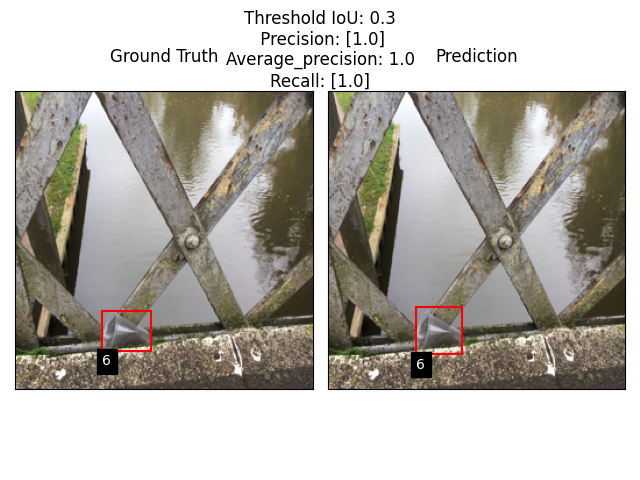 Threshold IoU: 0.3
Precision: [1.0]
Ground Truth
Average_precision: 1.0
Prediction
Recall: [1.0]
6
6